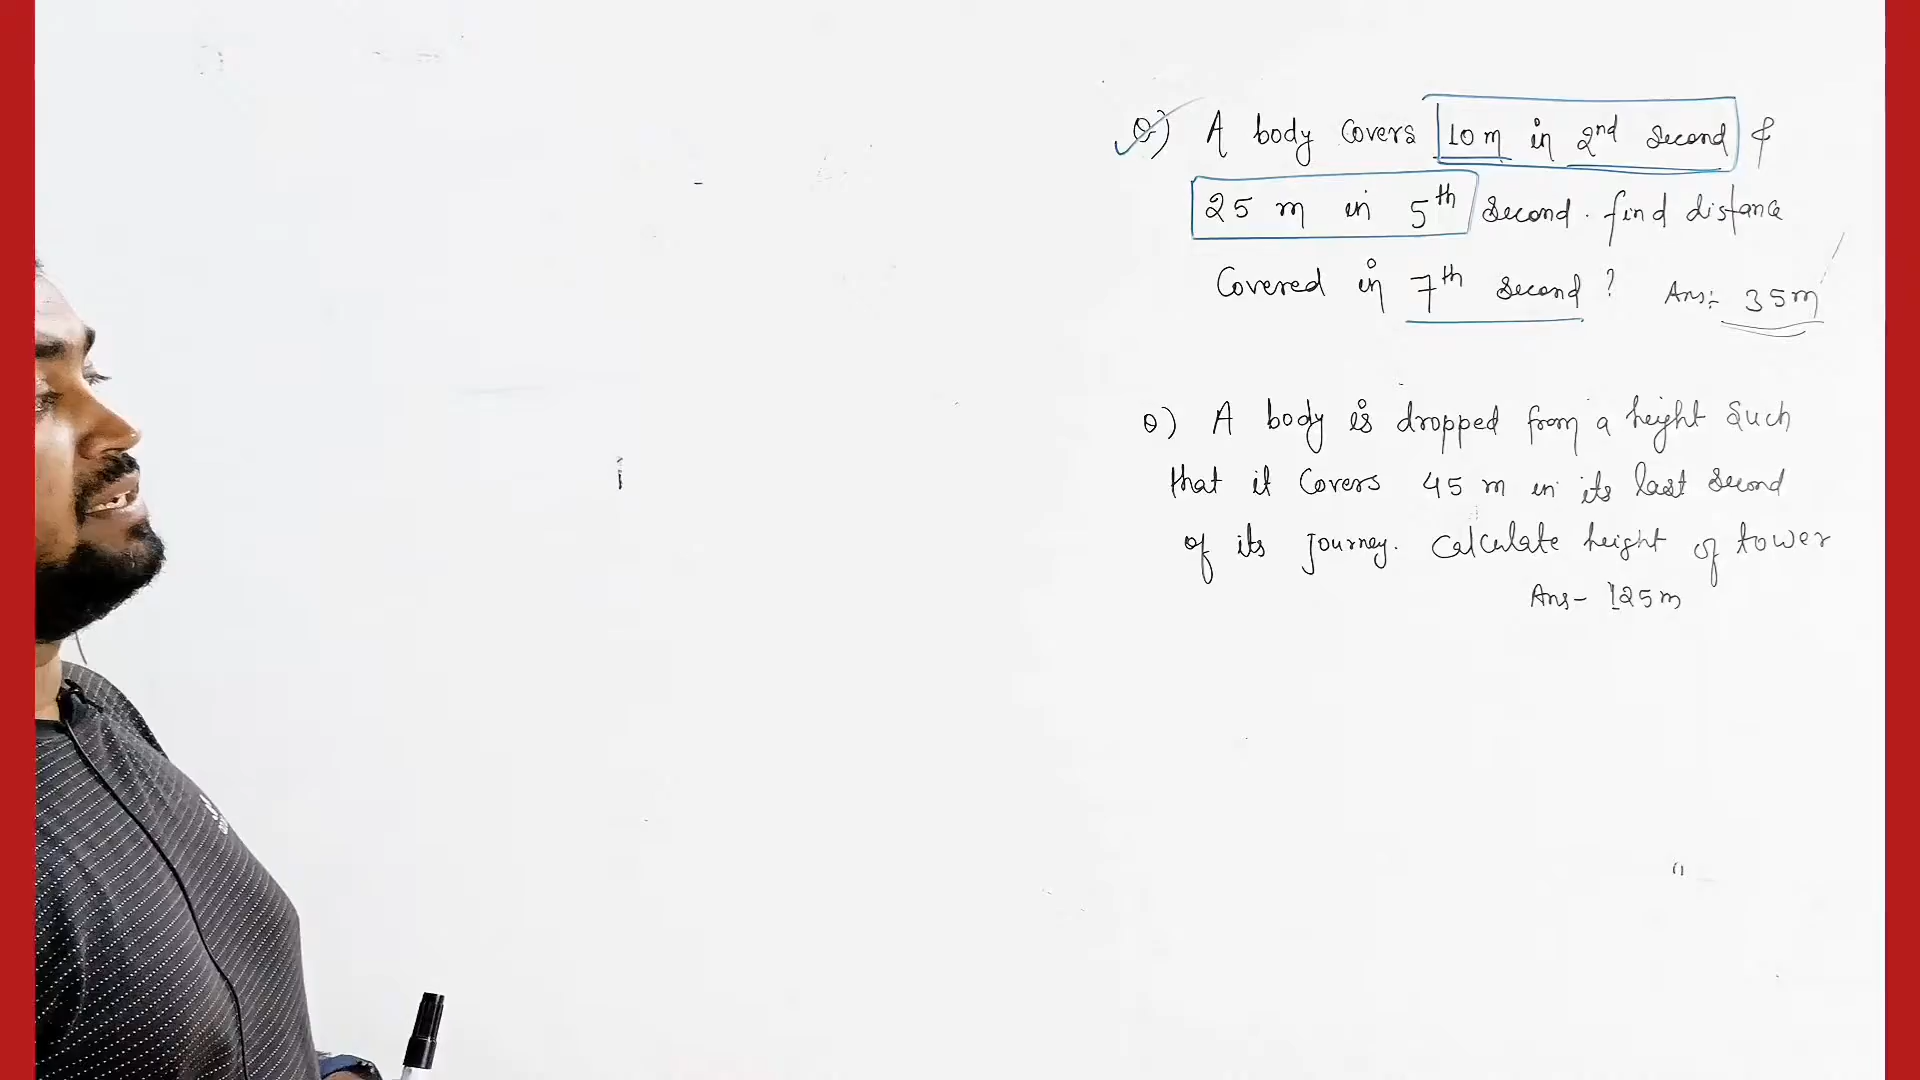 Q) A body Covers 10 m in 2nd Second &
25 m in 5th Second. find distance
Covered in 7th Second? Ans:- 35m
Q) A body is dropped from a height Such
that it Covers 45 m in its last Second
of its Journey. Calculate height of tower
Ans- 125m